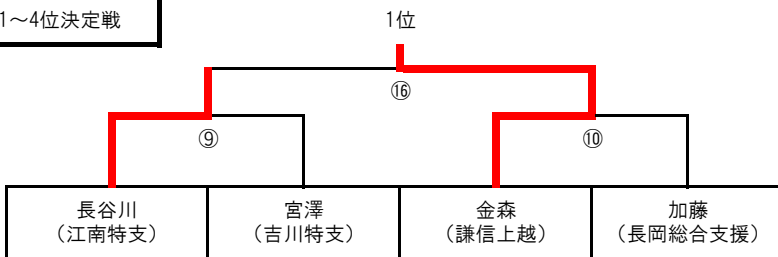 1～4位決定戦
1位
⑯
⑨
⑩
長谷川
（江南特支）
宮澤
（吉川特支）
金森
（謙信上越）
加藤
（長岡総合支援）